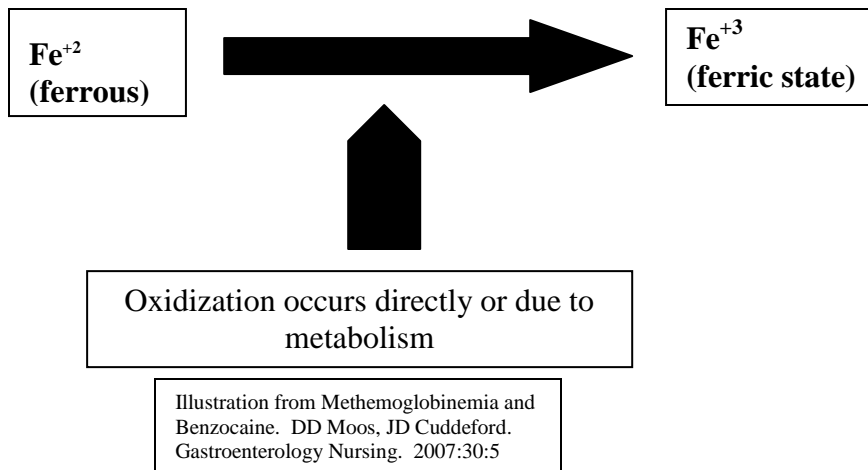 Fe+2
(ferrous)
Fe+3
(ferric state)
Oxidization occurs directly or due to
metabolism
Illustration from Methemoglobinemia and
Benzocaine. DD Moos, JD Cuddeford.
Gastroenterology Nursing. 2007:30:5